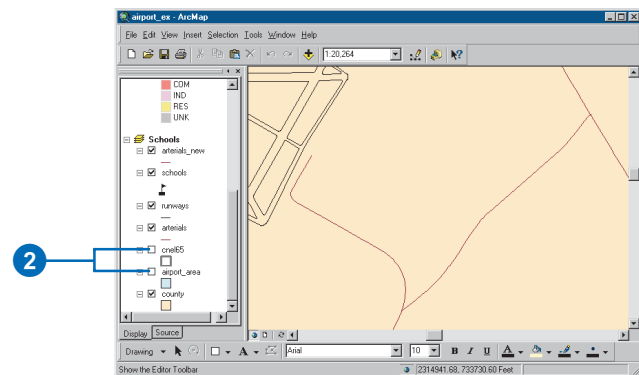 airport_ex - ArcMap
File Edit View Insert Selection Tools Window Help
1:20,264
COM
IND
RES
UNK
Schools
arterials_new
schools
runways
arterials
cnel65
airport_area
county
2
Display Source
Drawing A Arial 10 B I U A
Show the Editor Toolbar 2314941.68, 733730.60 Feet